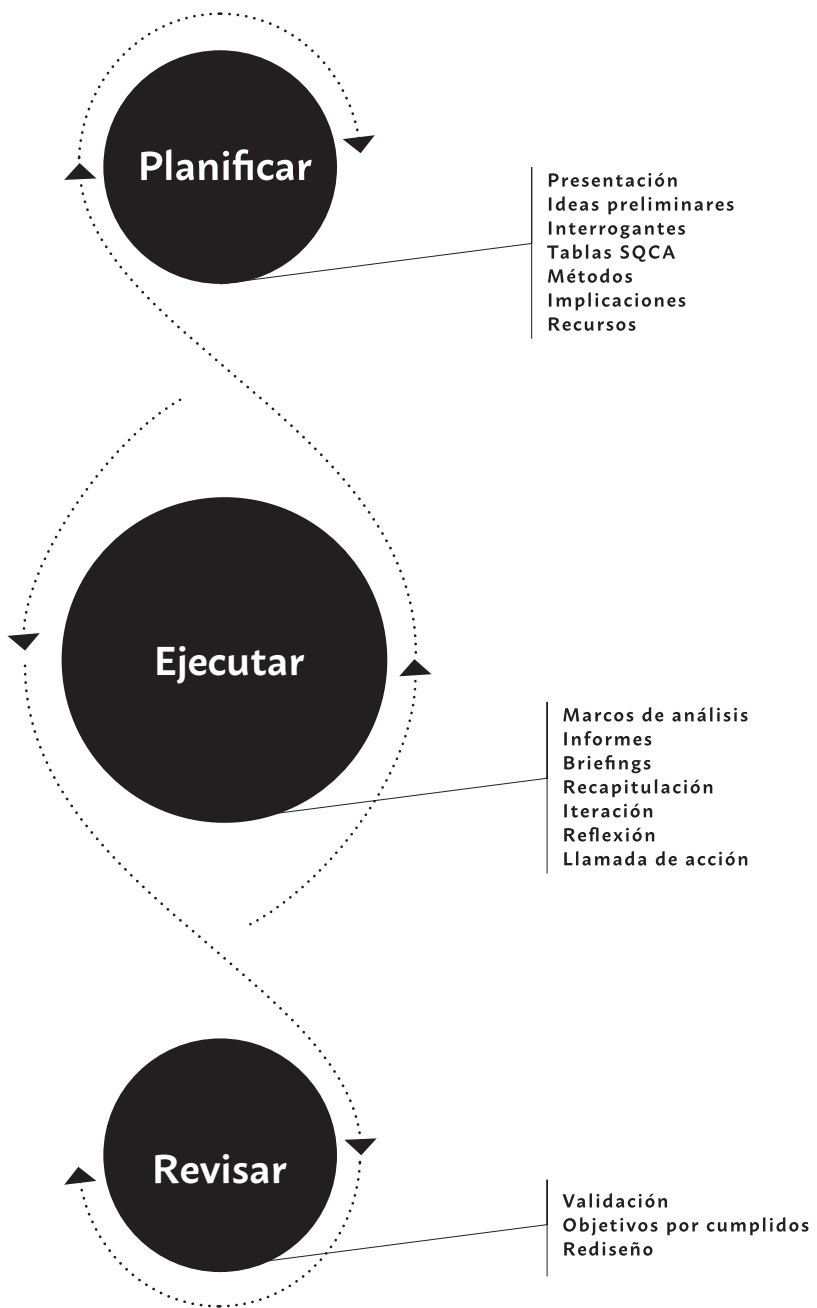 Planificar
Presentación
Ideas preliminares
Interrogantes
Tablas SQCA
Métodos
Implicaciones
Recursos
Ejecutar
Marcos de análisis
Informes
Briefings
Recapitulación
Iteración
Reflexión
Llamada de acción
Revisar
Validación
Objetivos por cumplidos
Rediseño